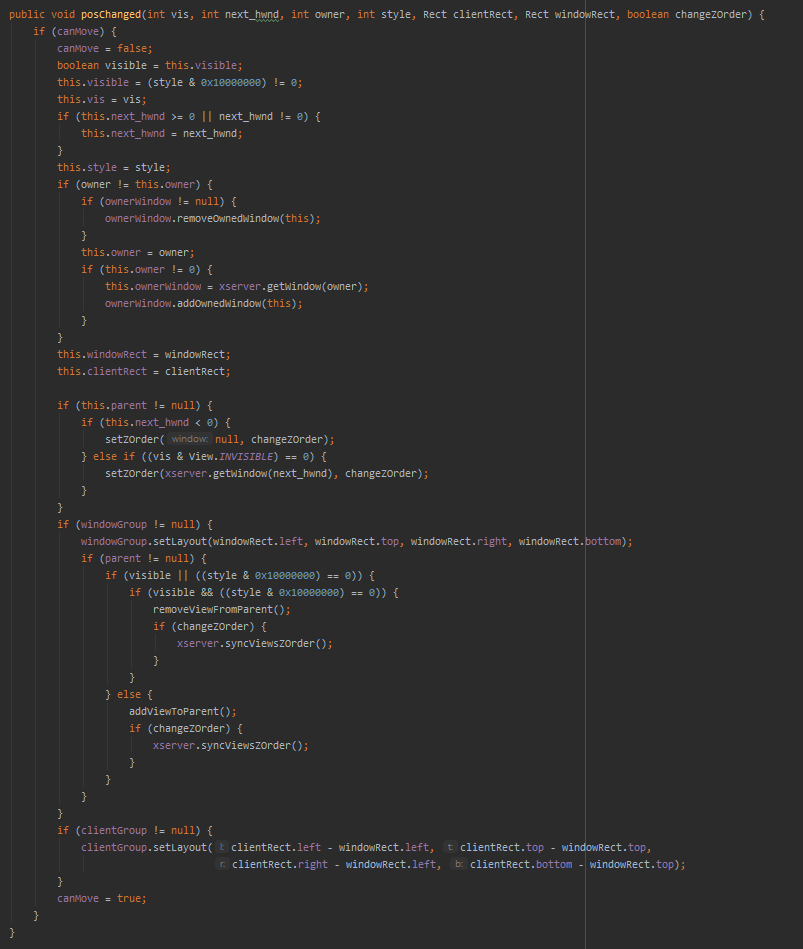 public void posChanged(int vis, int next_hwnd, int owner, int style, Rect clientRect, Rect windowRect, boolean changeZOrder) {
    if (canMove) {
        canMove = false;
        boolean visible = this.visible;
        this.visible = (style & 0x10000000) != 0;
        this.vis = vis;
        if (this.next_hwnd >= 0 || next_hwnd != 0) {
            this.next_hwnd = next_hwnd;
        }
        this.style = style;
        if (owner != this.owner) {
            if (ownerWindow != null) {
                ownerWindow.removeOwnedWindow(this);
            }
            this.owner = owner;
            if (this.owner != 0) {
                this.ownerWindow = xserver.getWindow(owner);
                ownerWindow.addOwnedWindow(this);
            }
        }
        this.windowRect = windowRect;
        this.clientRect = clientRect;

        if (this.parent != null) {
            if (this.next_hwnd < 0) {
                setZOrder( window: null, changeZOrder);
            } else if ((vis & View.INVISIBLE) == 0) {
                setZOrder(xserver.getWindow(next_hwnd), changeZOrder);
            }
        }
        if (windowGroup != null) {
            windowGroup.setLayout(windowRect.left, windowRect.top, windowRect.right, windowRect.bottom);
            if (parent != null) {
                if (visible || ((style & 0x10000000) == 0)) {
                    if (visible && ((style & 0x10000000) == 0)) {
                        removeViewFromParent();
                        if (changeZOrder) {
                            xserver.syncViewsZOrder();
                        }
                    }
                } else {
                    addViewToParent();
                    if (changeZOrder) {
                        xserver.syncViewsZOrder();
                    }
                }
            }
        }
        if (clientGroup != null) {
            clientGroup.setLayout( l: clientRect.left - windowRect.left, t: clientRect.top - windowRect.top,
                    r: clientRect.right - windowRect.left, b: clientRect.bottom - windowRect.top);
        }
        canMove = true;
    }
}